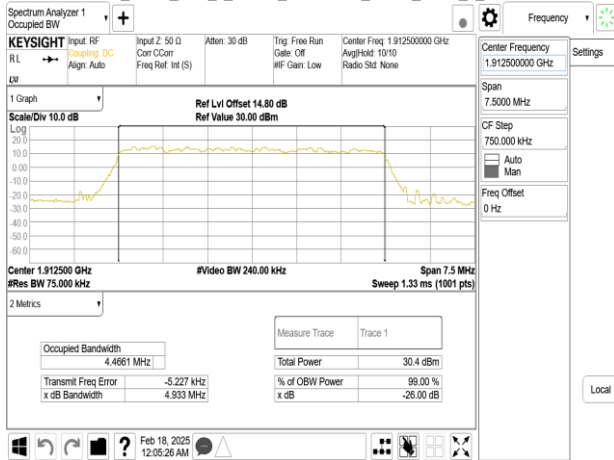 Spectrum Analyzer 1
Occupied BW
Frequency
KEYSIGHT
Input: RF
Coupling: DC
Align: Auto
Input Z: 50 Ω
Corr CCorr
Freq Ref: Int (S)
Atten: 30 dB
Trig: Free Run
Gate: Off
#IF Gain: Low
Center Freq: 1.912500000 GHz
Avg|Hold: 10/10
Radio Std: None
RL
LXI
Center Frequency
1.912500000 GHz
Settings
Span
7.5000 MHz
CF Step
750.000 kHz
Auto
Man
Freq Offset
0 Hz
Local
1 Graph
Scale/Div 10.0 dB
Ref Lvl Offset 14.80 dB
Ref Value 30.00 dBm
Log
20.0
10.0
0.00
-10.0
-20.0
-30.0
-40.0
-50.0
-60.0
Center 1.912500 GHz
#Video BW 240.00 kHz
Span 7.5 MHz
#Res BW 75.000 kHz
Sweep 1.33 ms (1001 pts)
2 Metrics
Measure Trace
Trace 1
Occupied Bandwidth
4.4661 MHz
Total Power
30.4 dBm
Transmit Freq Error
-5.227 kHz
% of OBW Power
99.00 %
x dB Bandwidth
4.933 MHz
x dB
-26.00 dB
?
Feb 18, 2025
12:05:26 AM